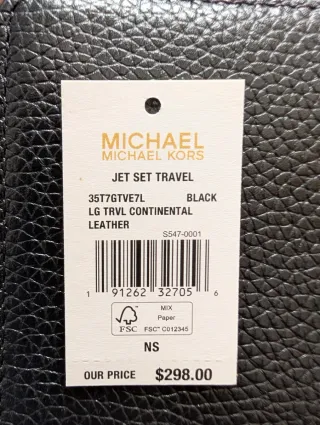 MICHAEL
MICHAEL KORS
JET SET TRAVEL
35T7GTVE7L BLACK
LG TRVL CONTINENTAL
LEATHER
S547-0001
1 91262 32705 6
MIX
Paper
FSC
FSC™ C012345
NS
OUR PRICE $298.00